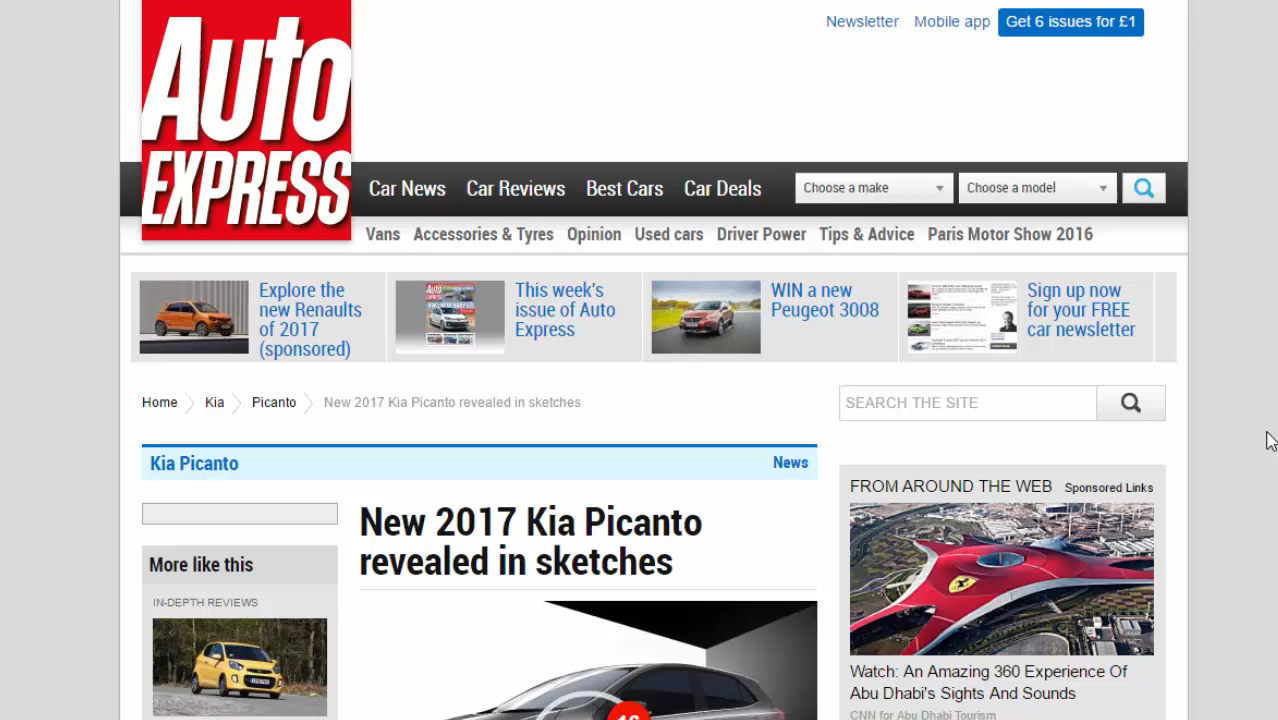 Auto
EXPRESS
Newsletter Mobile app Get 6 issues for £1
Car News Car Reviews Best Cars Car Deals Choose a make Choose a model
Vans Accessories & Tyres Opinion Used cars Driver Power Tips & Advice Paris Motor Show 2016
Explore the
new Renaults
of 2017
(sponsored)
This week's
issue of Auto
Express
WIN a new
Peugeot 3008
Sign up now
for your FREE
car newsletter
Home Kia Picanto New 2017 Kia Picanto revealed in sketches
SEARCH THE SITE
Kia Picanto News
New 2017 Kia Picanto
revealed in sketches
More like this
IN-DEPTH REVIEWS
16
FROM AROUND THE WEB Sponsored Links
Watch: An Amazing 360 Experience Of
Abu Dhabi's Sights And Sounds
CNN for Abu Dhabi Tourism